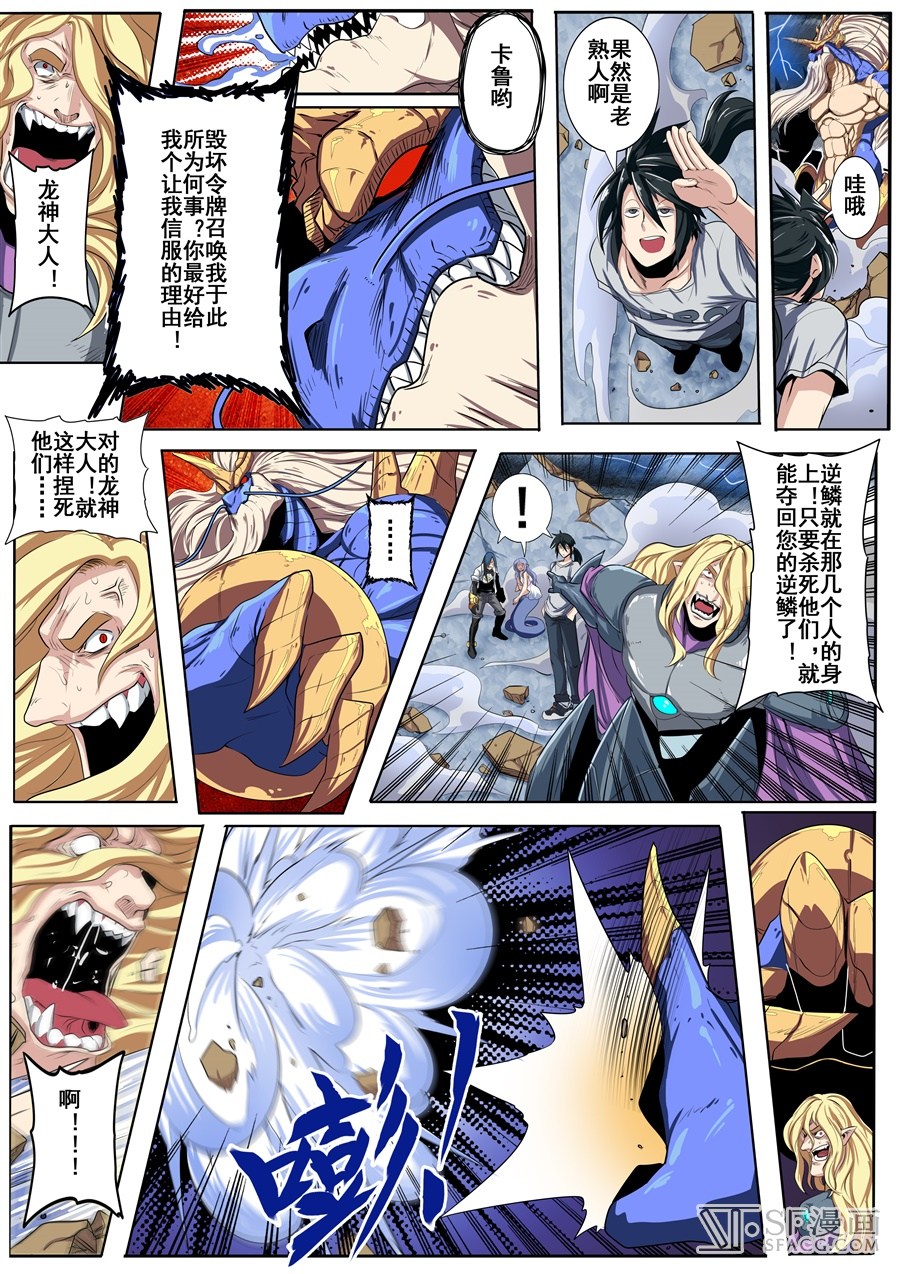 哇哦
果然是老
熟人啊
卡鲁哟
毁坏令牌召唤我于此
所为何事？你最好给
我个让我信服的理由！
龙神大人！
逆鳞就在那几个人的身
上！只要杀死他们，就
能夺回您的逆鳞了！
！
……
对的龙神
大人！就
这样捏死
他们……
嘭！
啊！！！
SF漫画
SFACG.COM